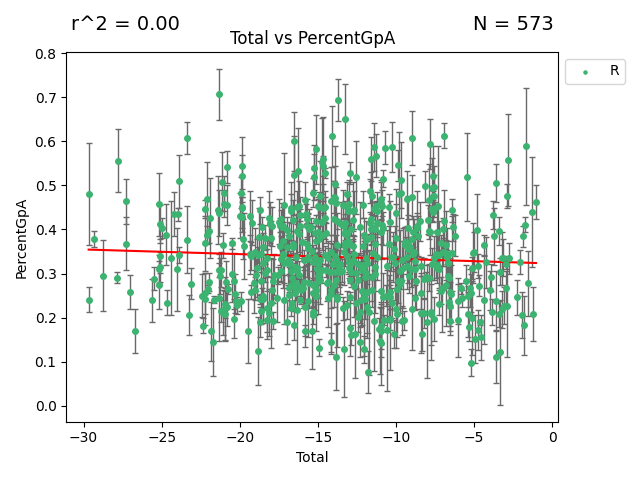 r^2 = 0.00
N = 573
Total vs PercentGpA
R
PercentGpA
0.8
0.7
0.6
0.5
0.4
0.3
0.2
0.1
0.0
−30 −25 −20 −15 −10 −5 0
Total